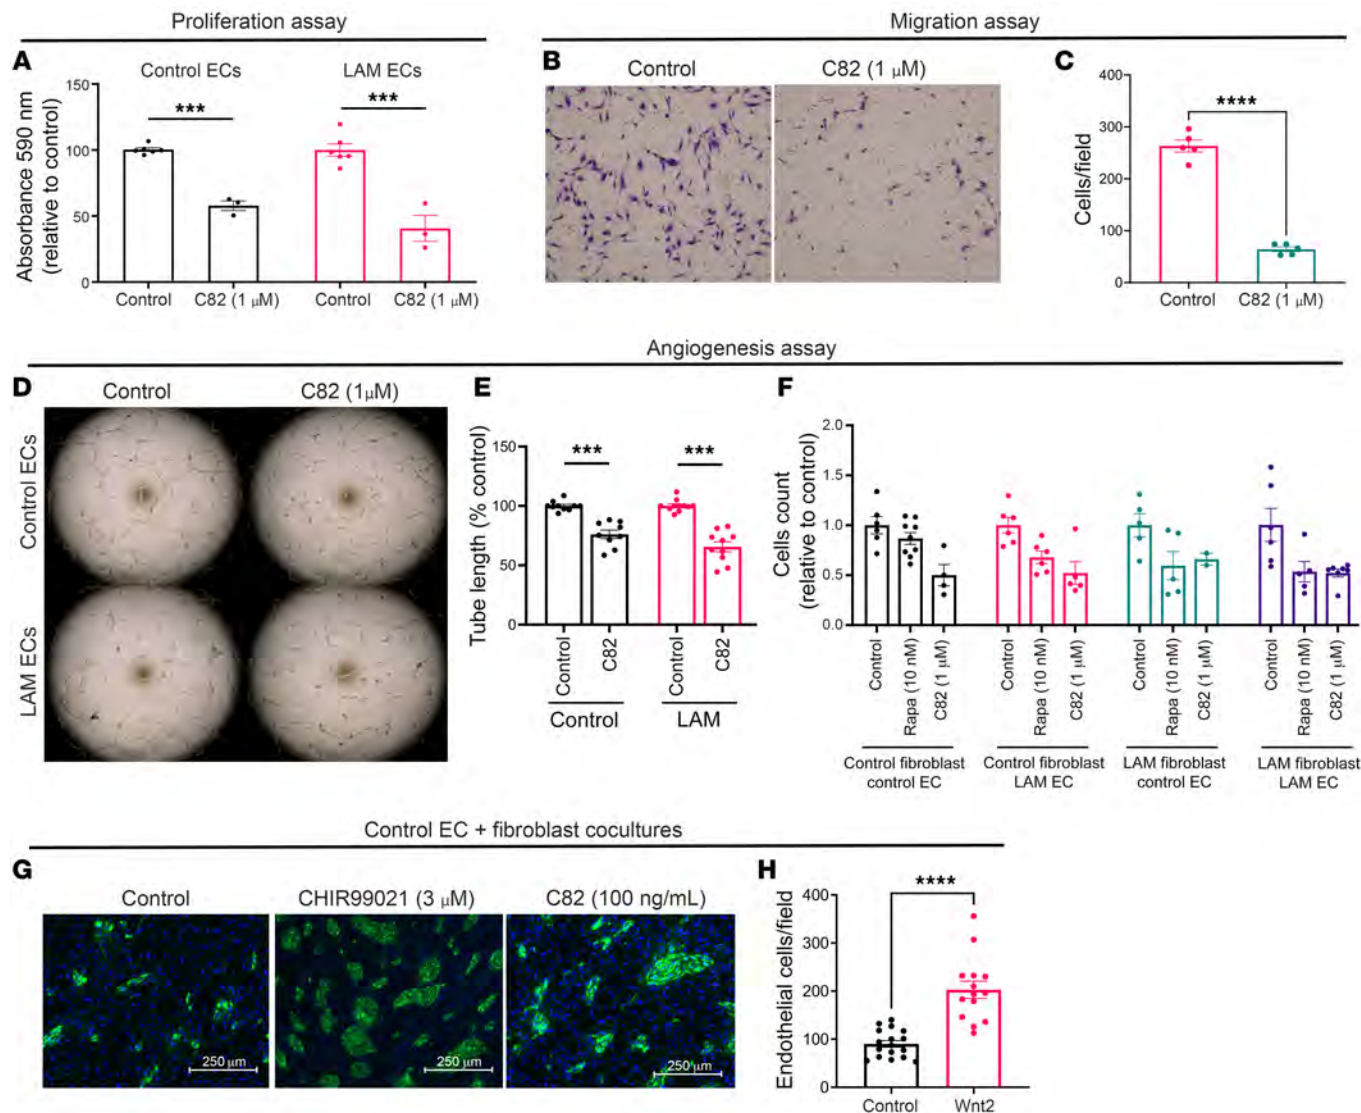 Proliferation assay
Migration assay
A
Control ECs
LAM ECs
Absorbance 590 nm
(relative to control)
150
100
50
0
***
***
Control
C82 (1 μM)
Control
C82 (1 μM)
B
Control
C82 (1 μM)
C
Cells/field
400
300
200
100
0
****
Control
C82 (1 μM)
Angiogenesis assay
D
Control
C82 (1μM)
Control ECs
LAM ECs
E
Tube length (% control)
150
100
50
0
***
***
Control
C82
Control
C82
Control
LAM
F
Cells count
(relative to control)
2.0
1.5
1.0
0.5
0.0
Control
Rapa (10 nM)
C82 (1 μM)
Control
Rapa (10 nM)
C82 (1 μM)
Control
Rapa (10 nM)
C82 (1 μM)
Control
Rapa (10 nM)
C82 (1 μM)
Control fibroblast
control EC
Control fibroblast
LAM EC
LAM fibroblast
control EC
LAM fibroblast
LAM EC
Control EC + fibroblast cocultures
G
Control
CHIR99021 (3 μM)
C82 (100 ng/mL)
250 μm
250 μm
250 μm
H
Endothelial cells/field
400
300
200
100
0
****
Control
Wnt2